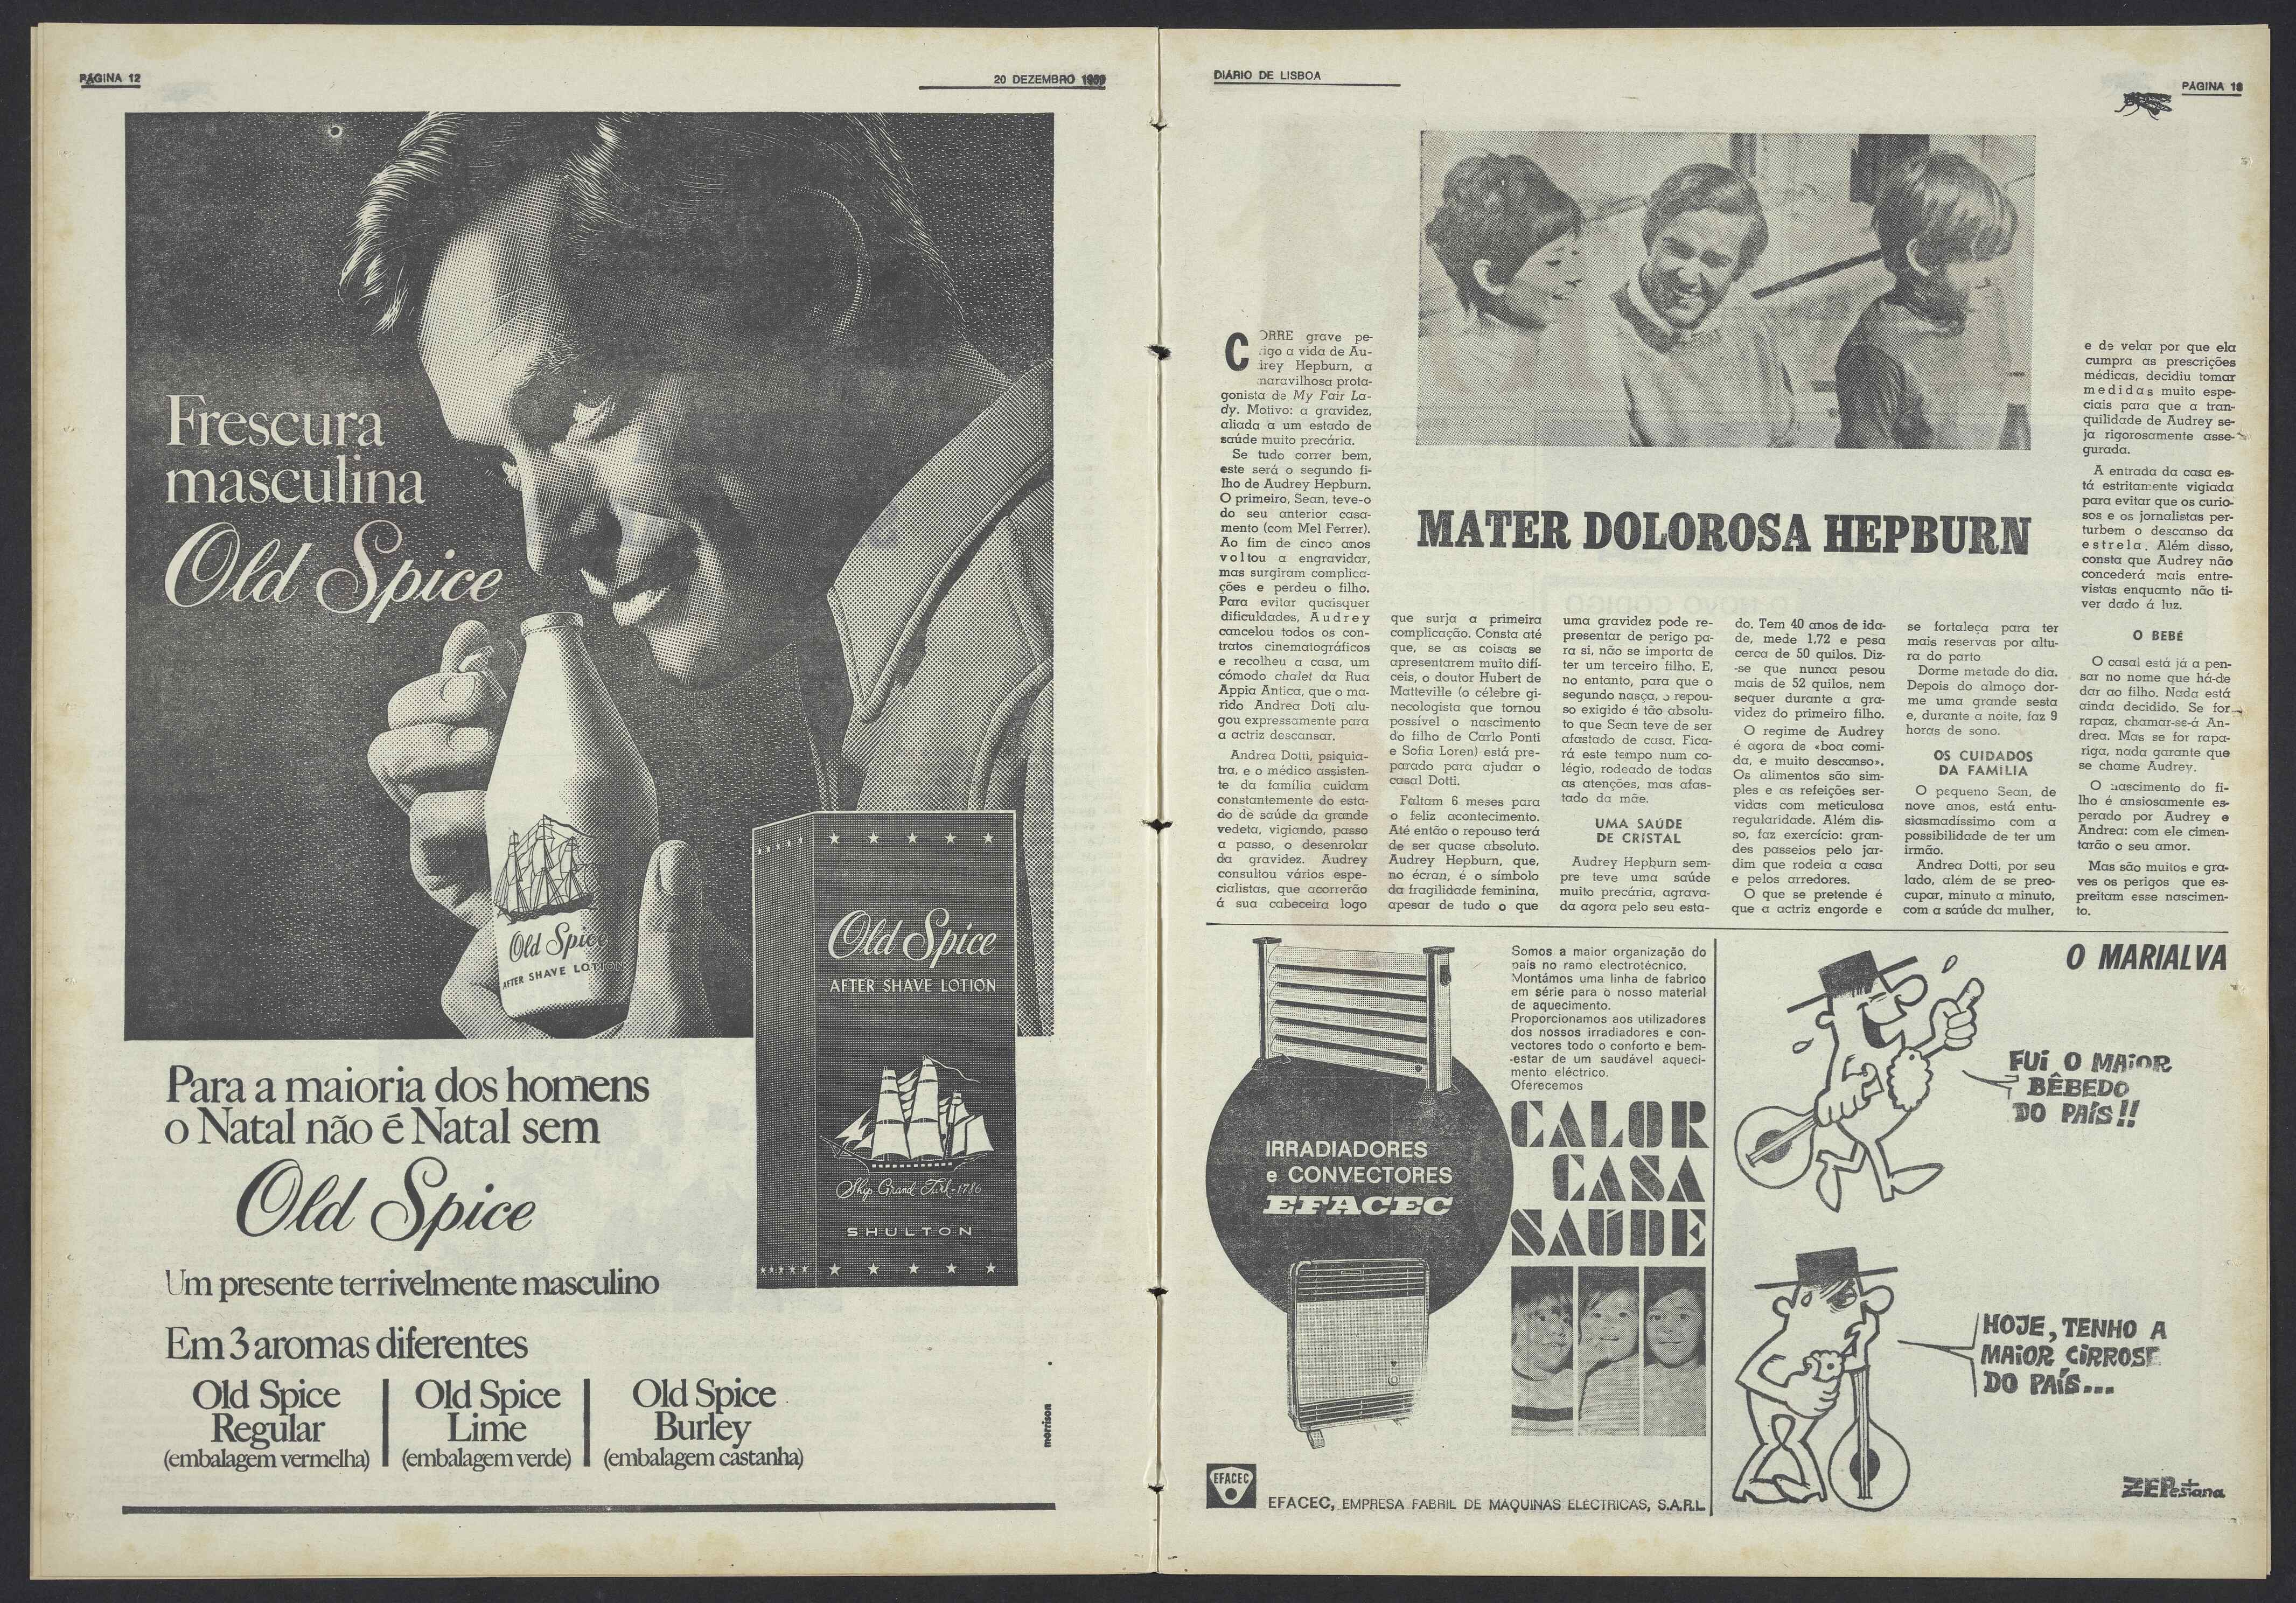 PÁGINA 12
20 DEZEMBRO 1969
Frescura
masculina
Old Spice
Old Spice
AFTER SHAVE LOTION
Old Spice
AFTER SHAVE LOTION
Ship Grand Turk-1786
SHULTON
Para a maioria dos homens
o Natal não é Natal sem
Old Spice
Um presente terrivelmente masculino
Em 3 aromas diferentes
Old Spice
Regular
(embalagem vermelha)
Old Spice
Lime
(embalagem verde)
Old Spice
Burley
(embalagem castanha)
morrison
DIÁRIO DE LISBOA
PÁGINA 13
MATER DOLOROSA HEPBURN
CORRE grave pe-
rigo a vida de Au-
drey Hepburn, a
maravilhosa prota-
gonista de My Fair La-
dy. Motivo: a gravidez,
aliada a um estado de
saúde muito precária.
Se tudo correr bem,
este será o segundo fi-
lho de Audrey Hepburn.
O primeiro, Sean, teve-o
do seu anterior casa-
mento (com Mel Ferrer).
Ao fim de cinco anos
voltou a engravidar,
mas surgiram complica-
ções e perdeu o filho.
Para evitar quaisquer
dificuldades, Audrey
cancelou todos os con-
tratos cinematográficos
e recolheu a casa, um
cómodo chalet da Rua
Appia Antica, que o ma-
rido Andrea Doti alu-
gou expressamente para
a actriz descansar.
Andrea Dotti, psiquia-
tra, e o médico assisten-
te da família cuidam
constantemente do esta-
do de saúde da grande
vedeta, vigiando, passo
a passo, o desenrolar
da gravidez. Audrey
consultou vários espe-
cialistas, que acorrerão
á sua cabeceira logo
que surja a primeira
complicação. Consta até
que, se as coisas se
apresentarem muito difí-
ceis, o doutor Hubert de
Matteville (o célebre gi-
necologista que tornou
possível o nascimento
do filho de Carlo Ponti
e Sofia Loren) está pre-
parado para ajudar o
casal Dotti.
Faltam 6 meses para
o feliz acontecimento.
Até então o repouso terá
de ser quase absoluto.
Audrey Hepburn, que,
no écran, é o símbolo
da fragilidade feminina,
apesar de tudo o que
uma gravidez pode re-
presentar de perigo pa-
ra si, não se importa de
ter um terceiro filho. E,
no entanto, para que o
segundo nasça, o repou-
so exigido é tão absolu-
to que Sean teve de ser
afastado de casa. Fica-
rá este tempo num co-
légio, rodeado de todas
as atenções, mas afas-
tado da mãe.
UMA SAÚDE
DE CRISTAL
Audrey Hepburn sem-
pre teve uma saúde
muito precária, agrava-
da agora pelo seu esta-
do. Tem 40 anos de ida-
de, mede 1,72 e pesa
cerca de 50 quilos. Diz-
-se que nunca pesou
mais de 52 quilos, nem
sequer durante a gra-
videz do primeiro filho.
O regime de Audrey
é agora de «boa comi-
da, e muito descanso».
Os alimentos são sim-
ples e as refeições ser-
vidas com meticulosa
regularidade. Além dis-
so, faz exercício: gran-
des passeios pelo jar-
dim que rodeia a casa
e pelos arredores.
O que se pretende é
que a actriz engorde e
se fortaleça para ter
mais reservas por altu-
ra do parto
Dorme metade do dia.
Depois do almoço dor-
me uma grande sesta
e, durante a noite, faz 9
horas de sono.
OS CUIDADOS
DA FAMÍLIA
O pequeno Sean, de
nove anos, está entu-
siasmadíssimo com a
possibilidade de ter um
irmão.
Andrea Dotti, por seu
lado, além de se preo-
cupar, minuto a minuto,
com a saúde da mulher,
e de velar por que ela
cumpra as prescrições
médicas, decidiu tomar
medidas muito espe-
ciais para que a tran-
quilidade de Audrey se-
ja rigorosamente asse-
gurada.
A entrada da casa es-
tá estritamente vigiada
para evitar que os curio-
sos e os jornalistas per-
turbem o descanso da
estrela. Além disso,
consta que Audrey não
concederá mais entre-
vistas enquanto não ti-
ver dado á luz.
O BEBÉ
O casal está já a pen-
sar no nome que há-de
dar ao filho. Nada está
ainda decidido. Se for
rapaz, chamar-se-á An-
drea. Mas se for rapa-
riga, nada garante que
se chame Audrey.
O nascimento do fi-
lho é ansiosamente es-
perado por Audrey e
Andrea: com ele cimen-
tarão o seu amor.
Mas são muitos e gra-
ves os perigos que es-
preitam esse nascimen-
to.
IRRADIADORES
e CONVECTORES
EFACEC
Somos a maior organização do
país no ramo electrotécnico.
Montámos uma linha de fabrico
em série para o nosso material
de aquecimento.
Proporcionamos aos utilizadores
dos nossos irradiadores e con-
vectores todo o conforto e bem-
-estar de um saudável aqueci-
mento eléctrico.
Oferecemos
CALOR
CASA
SAÚDE
EFACEC
EFACEC, EMPRESA FABRIL DE MÁQUINAS ELÉCTRICAS, S.A.R.L.
O MARIALVA
FUI O MAIOR
BÊBEDO
DO PAÍS!!
HOJE, TENHO A
MAIOR CIRROSE
DO PAÍS...
ZEPestana